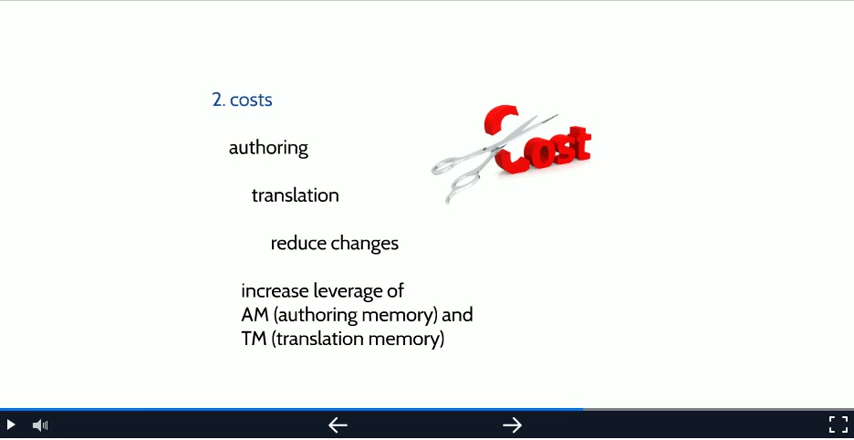 2. costs
Cost
authoring
translation
reduce changes
increase leverage of
AM (authoring memory) and
TM (translation memory)